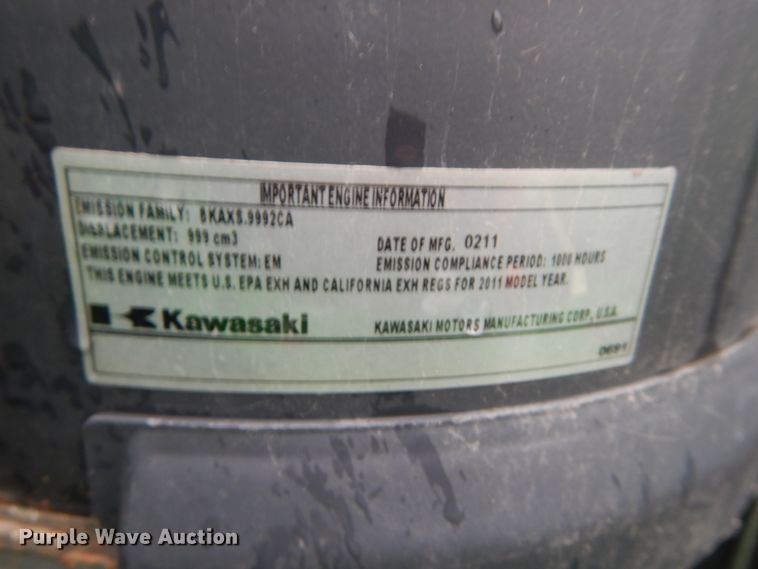 IMPORTANT ENGINE INFORMATION
EMISSION FAMILY: BKAXS.9992CA
DISPLACEMENT: 999 cm3
DATE OF MFG. 0211
EMISSION CONTROL SYSTEM: EM
EMISSION COMPLIANCE PERIOD: 1000 HOURS
THIS ENGINE MEETS U.S. EPA EXH AND CALIFORNIA EXH REGS FOR 2011 MODEL YEAR.
Kawasaki
KAWASAKI MOTORS MANUFACTURING CORP., U.S.A.
0691
Purple Wave Auction